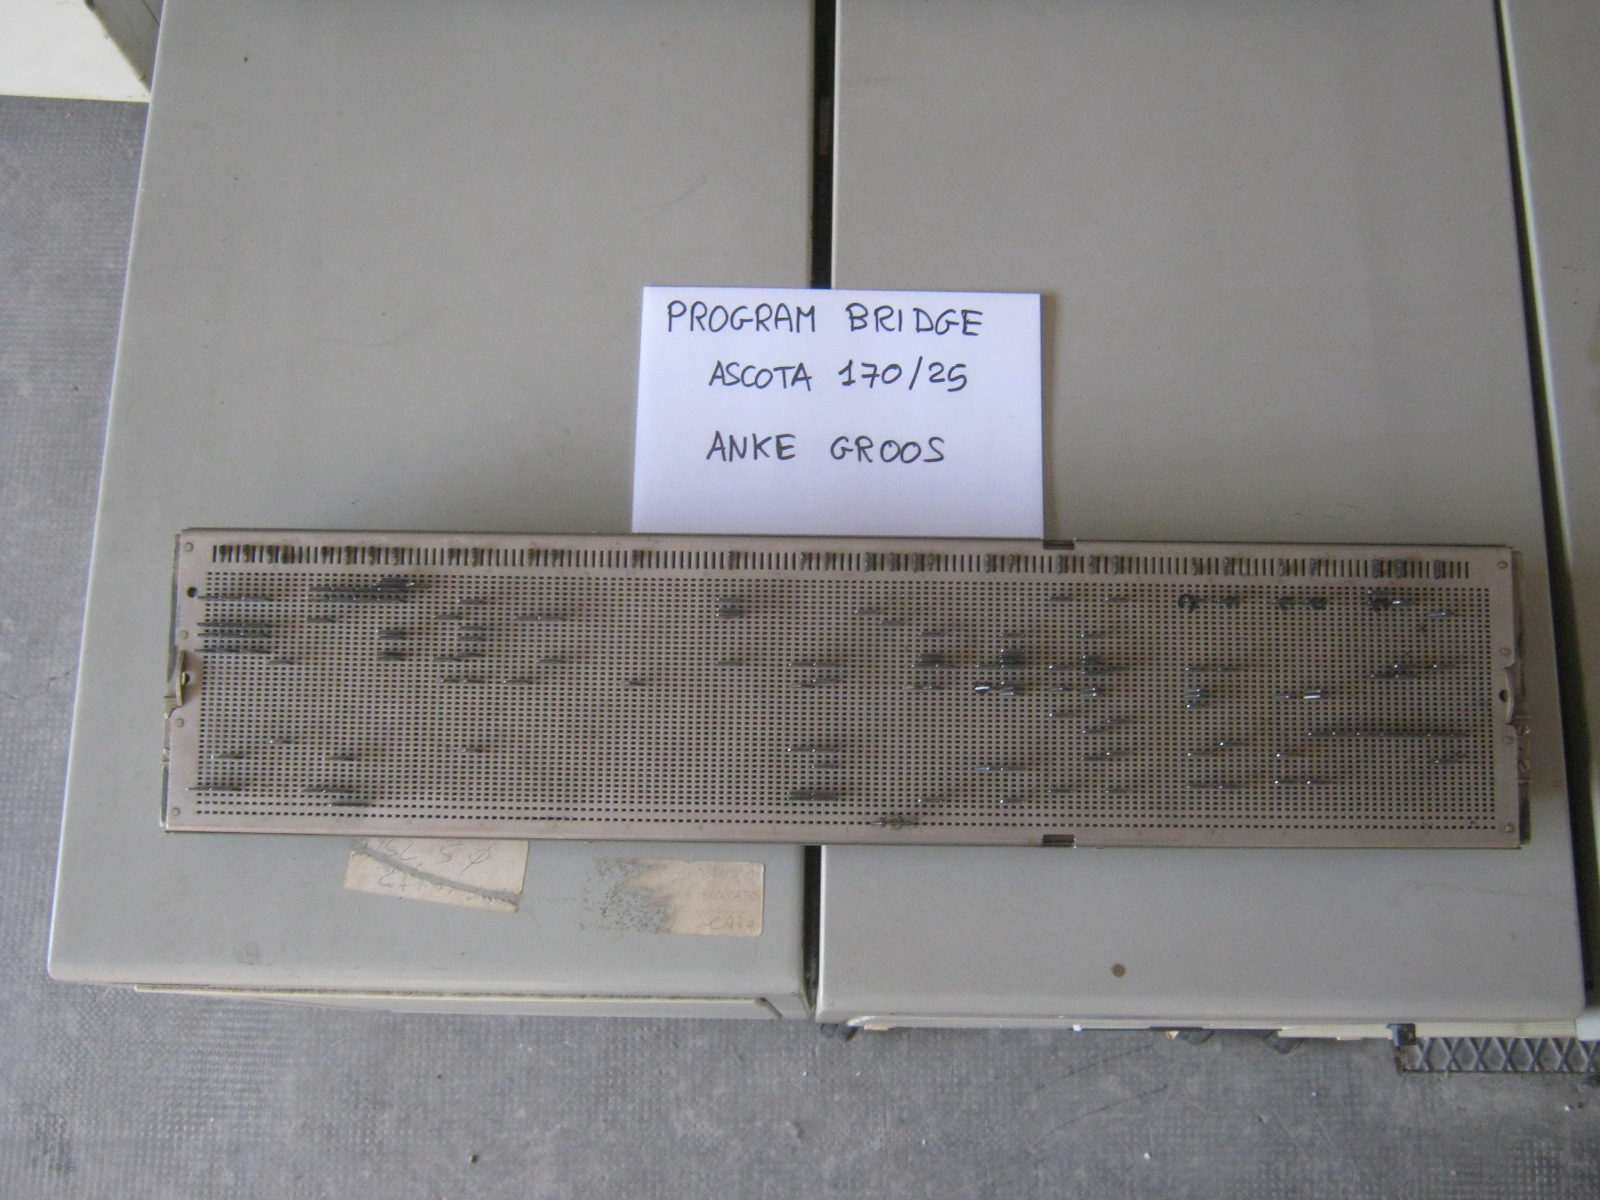 PROGRAM BRIDGE
ASCOTA 170/25
ANKE GROOS